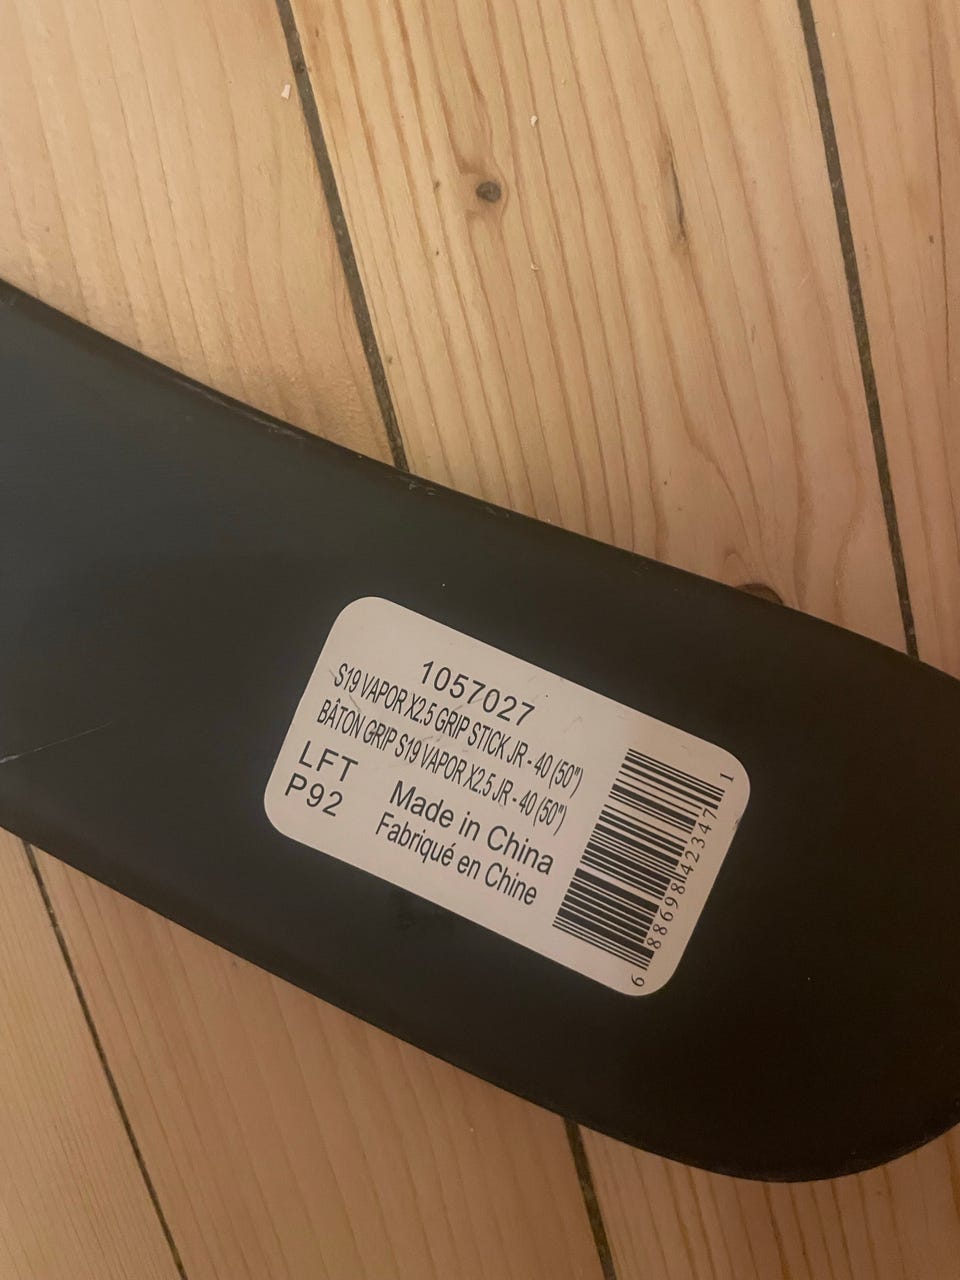 1057027
S19 VAPOR X2.5 GRIP STICK JR - 40 (50")
BÂTON GRIP S19 VAPOR X2.5 JR - 40 (50")
LFT
P92
Made in China
Fabriqué en Chine
6 88698 42347 1